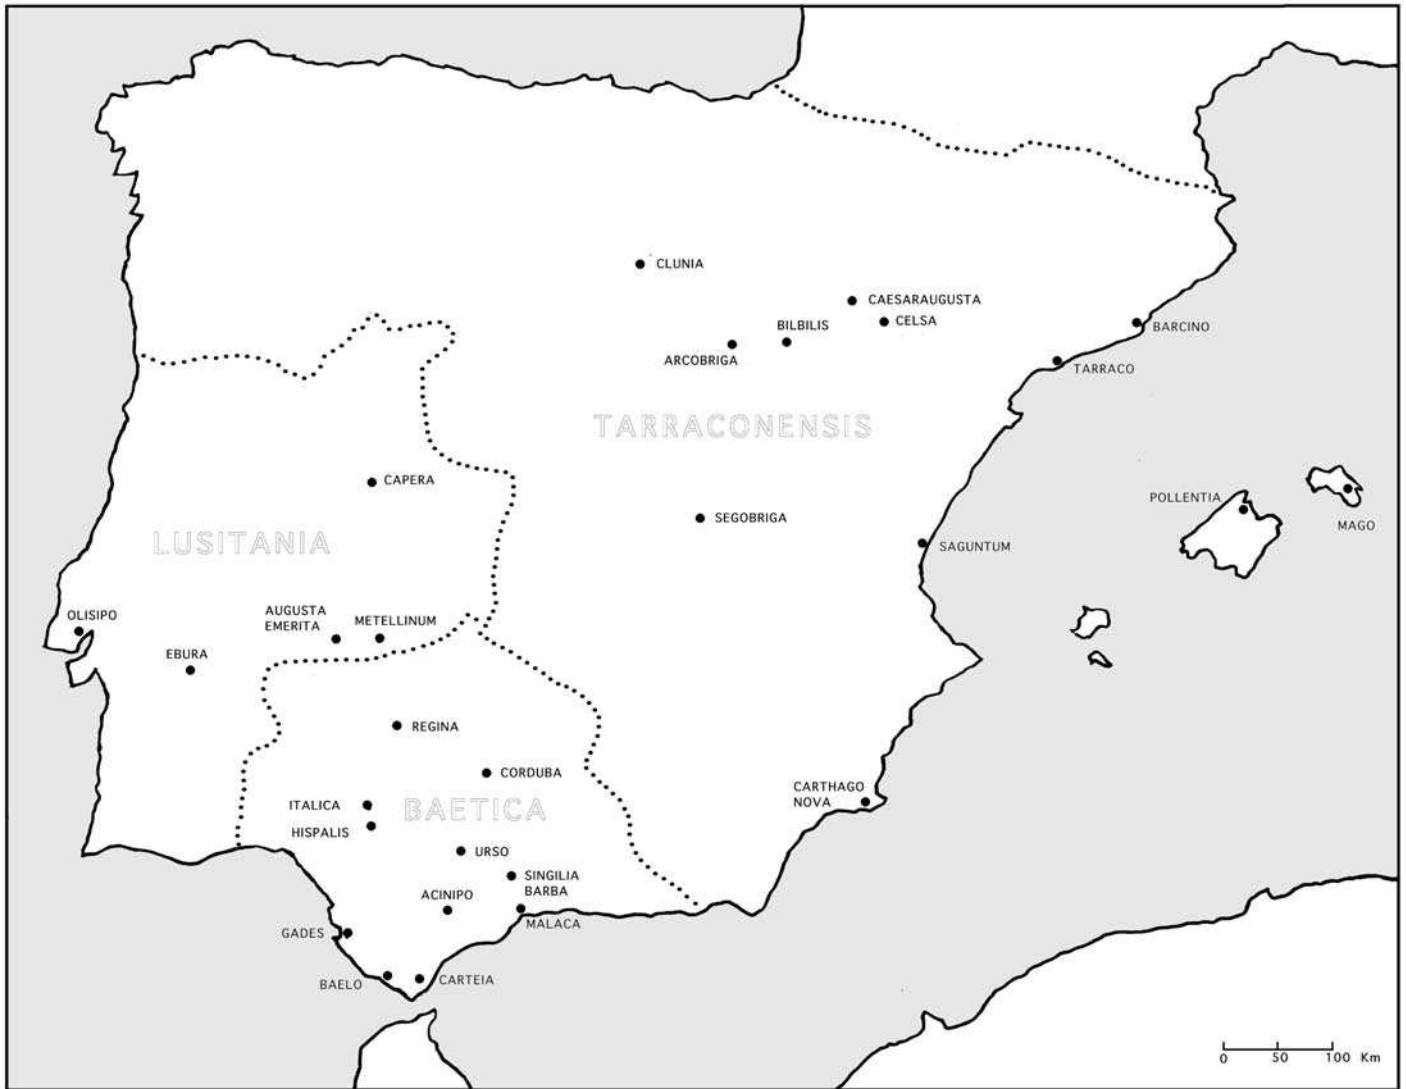 CLUNIA
CAESARAUGUSTA
CELSA
BILBILIS
BARCINO
ARCOBRIGA
TARRACO
TARRACONENSIS
CAPERA
POLLENTIA
SEGOBRIGA
MAGO
LUSITANIA
SAGUNTUM
OLISIPO
AUGUSTA
EMERITA
METELLINUM
EBURA
REGINA
CORDUBA
CARTHAGO
NOVA
ITALICA
BAETICA
HISPALIS
URSO
SINGILIA
BARBA
ACINIPO
MALACA
GADES
BAELO
CARTEIA
0 50 100 Km